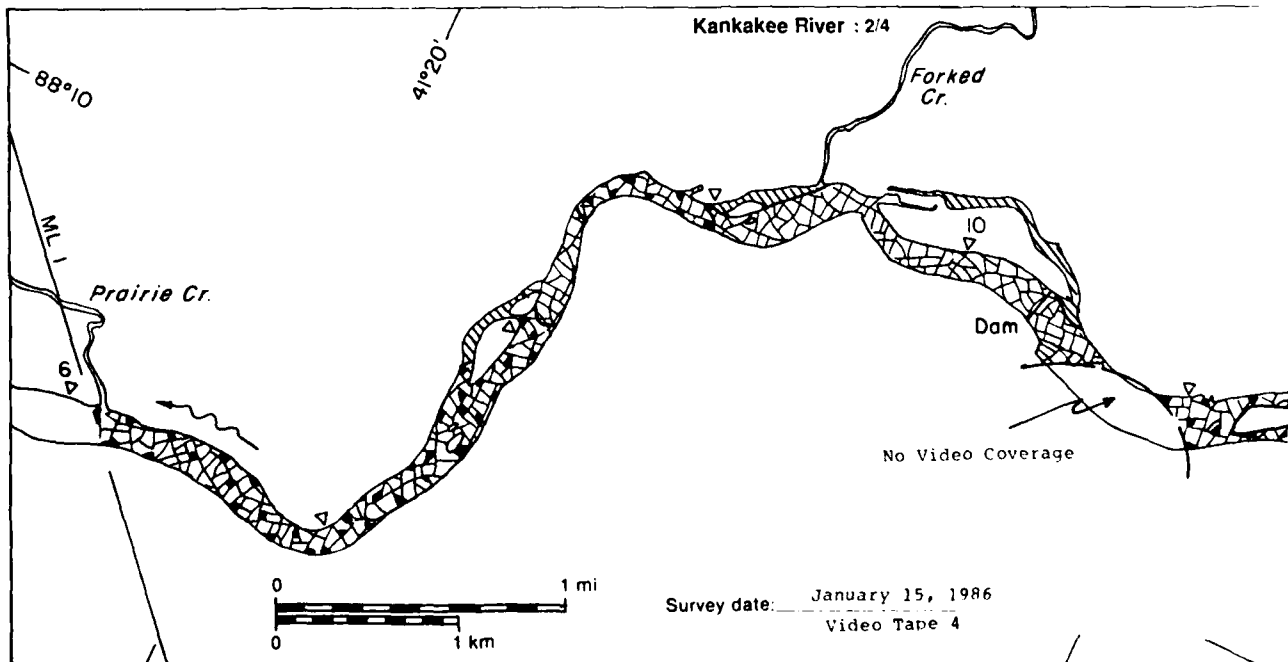 Kankakee River : 2/4
88°10
41°20'
Forked
Cr.
ML 1
Prairie Cr.
6
10
Dam
No Video Coverage
0 1 mi
0 1 km
Survey date: January 15, 1986
Video Tape 4